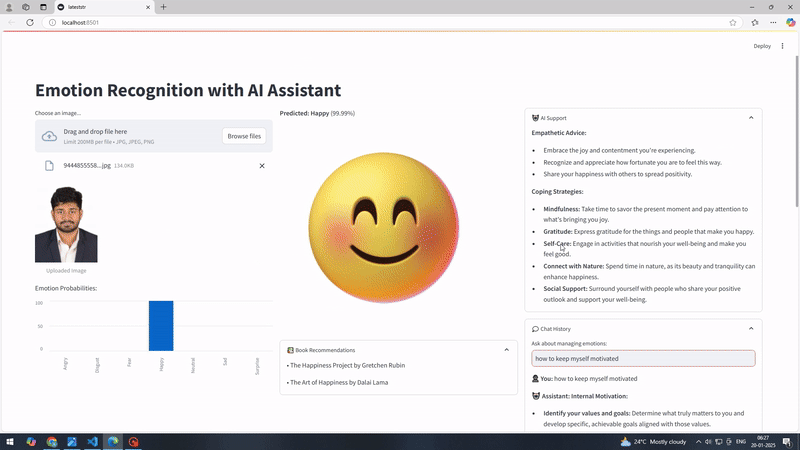 lateststr
localhost:8501
Deploy
Emotion Recognition with AI Assistant
Choose an image...
Drag and drop file here
Limit 200MB per file • JPG, JPEG, PNG
Browse files
9444855558...jpg 134.0KB
Uploaded Image
Emotion Probabilities:
100
50
0
Angry
Disgust
Fear
Happy
Neutral
Sad
Surprise
Predicted: Happy (99.99%)
Book Recommendations
• The Happiness Project by Gretchen Rubin
• The Art of Happiness by Dalai Lama
AI Support
Empathetic Advice:
• Embrace the joy and contentment you're experiencing.
• Recognize and appreciate how fortunate you are to feel this way.
• Share your happiness with others to spread positivity.
Coping Strategies:
• Mindfulness: Take time to savor the present moment and pay attention to
what's bringing you joy.
• Gratitude: Express gratitude for the things and people that make you happy.
• Self-Care: Engage in activities that nourish your well-being and make you
feel good.
• Connect with Nature: Spend time in nature, as its beauty and tranquility can
enhance happiness.
• Social Support: Surround yourself with people who share your positive
outlook and support your well-being.
Chat History
Ask about managing emotions:
how to keep myself motivated
You: how to keep myself motivated
Assistant: Internal Motivation:
• Identify your values and goals: Determine what truly matters to you and
develop specific, achievable goals aligned with those values.
24°C Mostly cloudy
ENG
06:27
20-01-2025